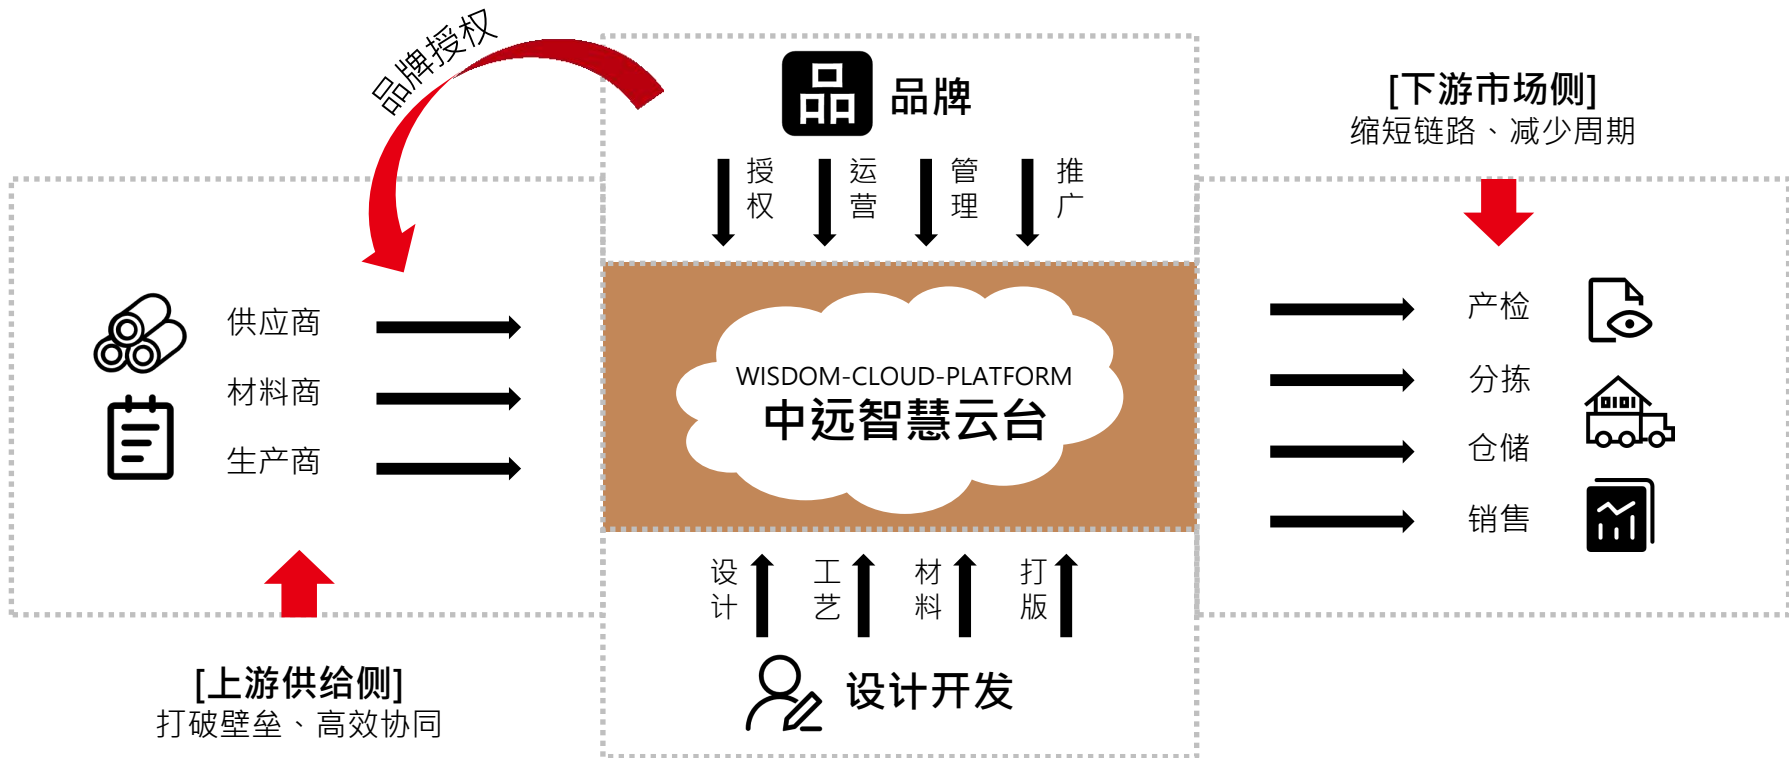 品牌授权
品
品牌
授权
运营
管理
推广
[下游市场侧]
缩短链路、减少周期
供应商
材料商
生产商
WISDOM-CLOUD-PLATFORM
中远智慧云台
产检
分拣
仓储
销售
设计
工艺
材料
打版
设计开发
[上游供给侧]
打破壁垒、高效协同